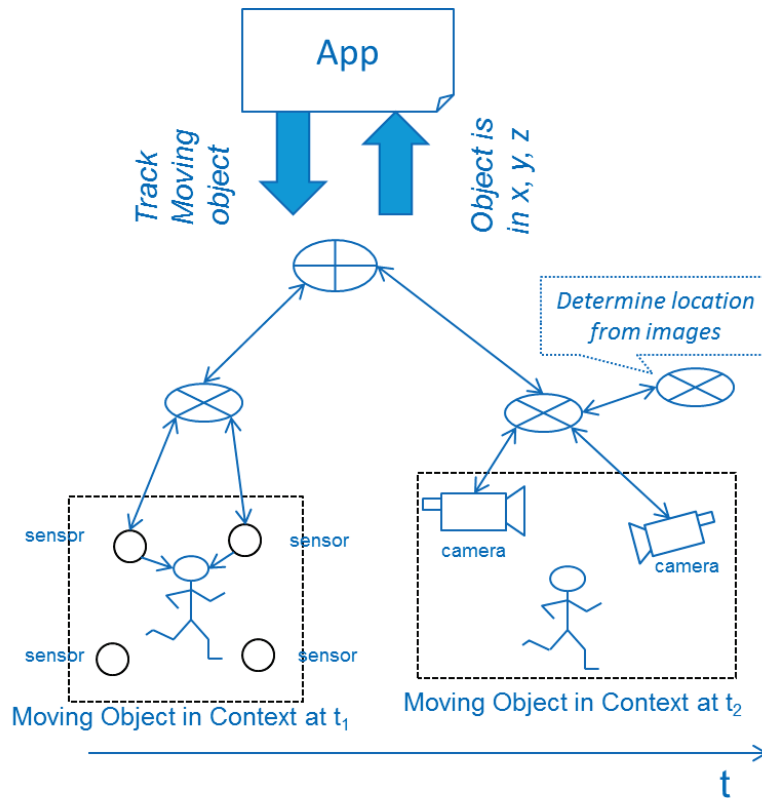 App
Track
Moving
object
Object is
in x, y, z
Determine location
from images
sensor
sensor
camera
camera
sensor
sensor
Moving Object in Context at t₁
Moving Object in Context at t₂
t